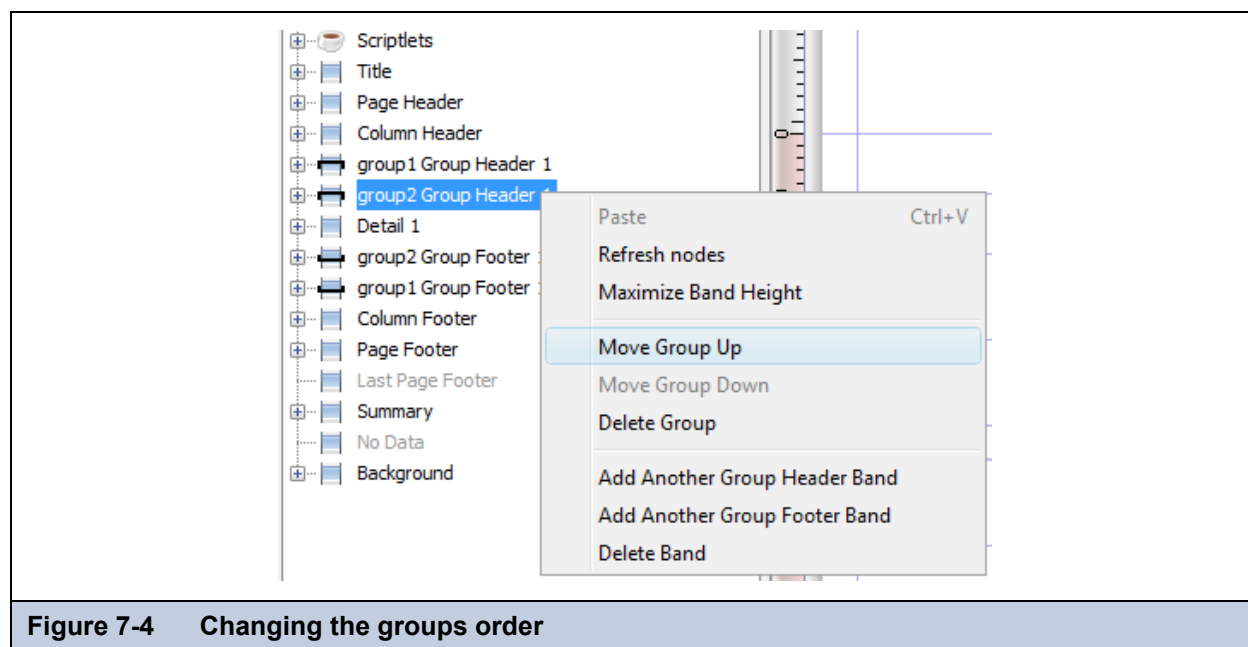 Scriptlets
Title
Page Header
Column Header
group1 Group Header 1
group2 Group Header
Detail 1
group2 Group Footer
group1 Group Footer
Column Footer
Page Footer
Last Page Footer
Summary
No Data
Background
0
Paste Ctrl+V
Refresh nodes
Maximize Band Height
Move Group Up
Move Group Down
Delete Group
Add Another Group Header Band
Add Another Group Footer Band
Delete Band
Figure 7-4 Changing the groups order